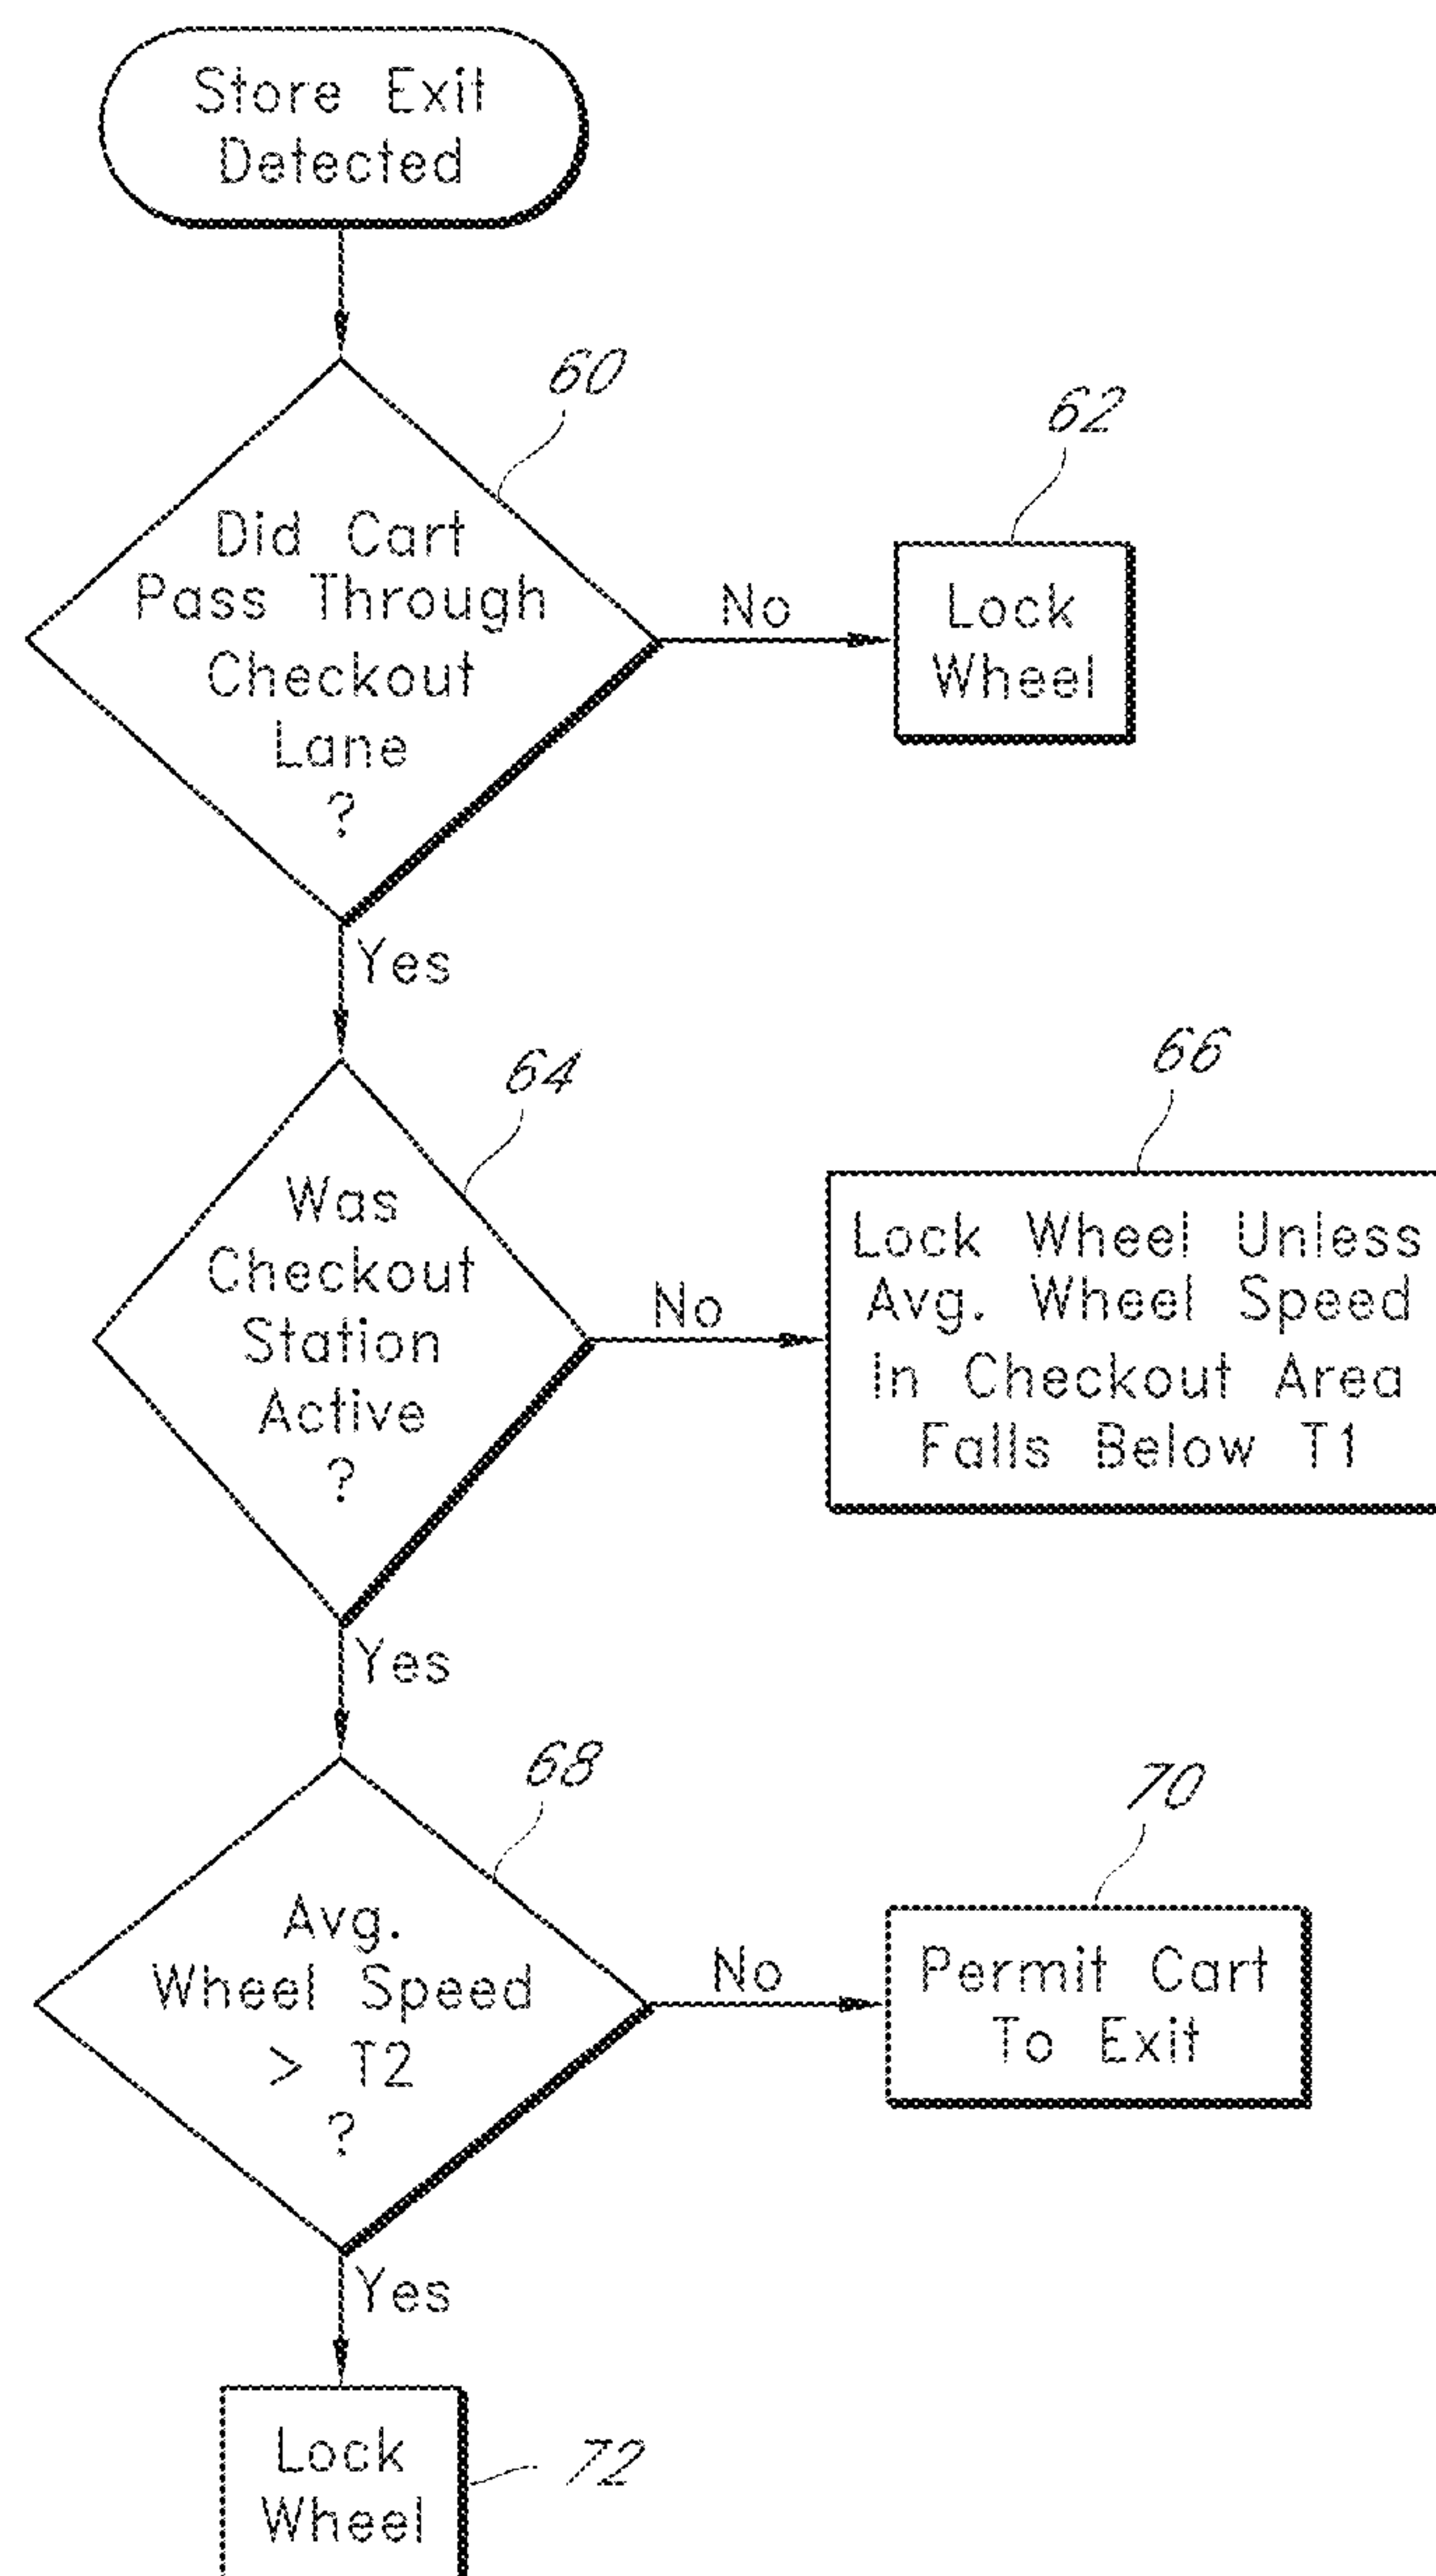 Store Exit
Detected
60
Did Cart
Pass Through
Checkout
Lane
?
No
62
Lock
Wheel
Yes
64
Was
Checkout
Station
Active
?
No
66
Lock Wheel Unless
Avg. Wheel Speed
in Checkout Area
Falls Below T1
Yes
68
Avg.
Wheel Speed
> T2
?
No
70
Permit Cart
To Exit
Yes
Lock
Wheel
72